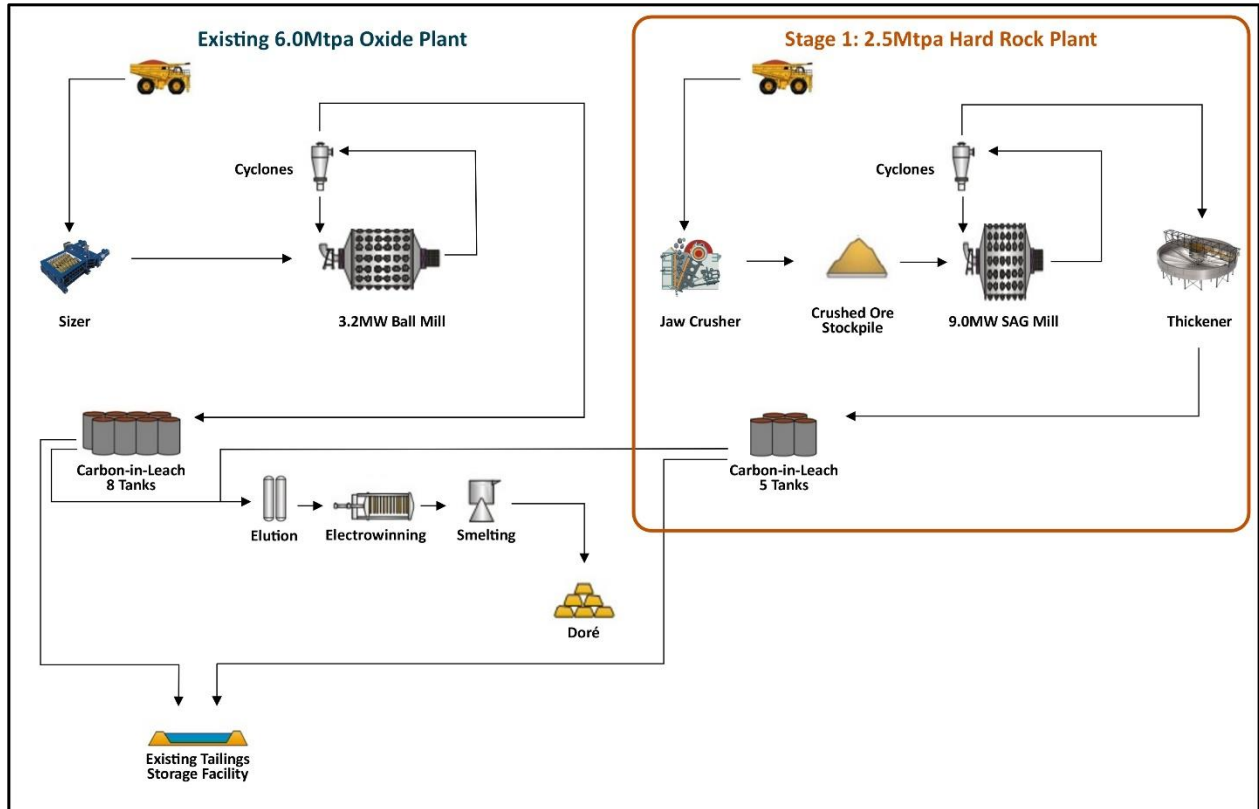 Existing 6.0Mtpa Oxide Plant
Stage 1: 2.5Mtpa Hard Rock Plant
Cyclones
Cyclones
Sizer
3.2MW Ball Mill
Jaw Crusher
Crushed Ore
Stockpile
9.0MW SAG Mill
Thickener
Carbon-in-Leach
8 Tanks
Carbon-in-Leach
5 Tanks
Elution
Electrowinning
Smelting
Doré
Existing Tailings
Storage Facility